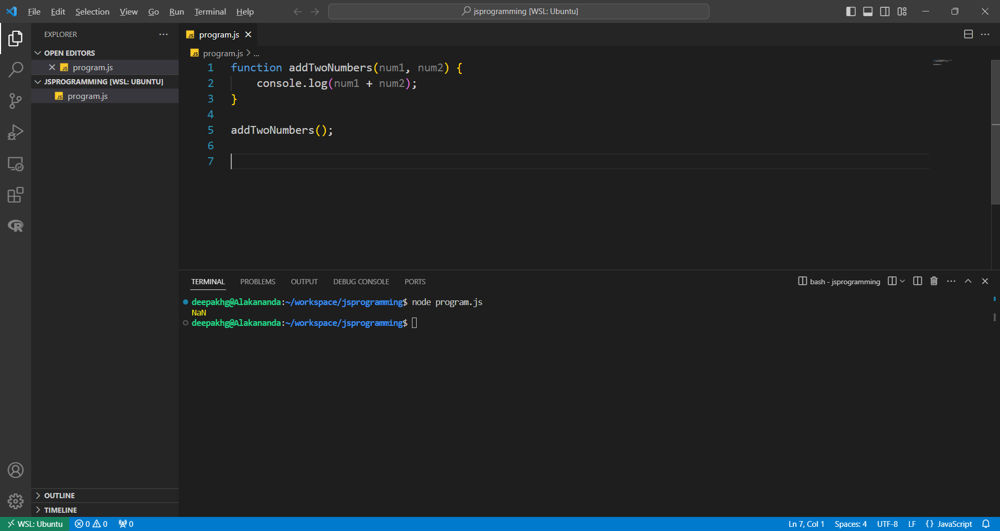 File Edit Selection View Go Run Terminal Help
jsprogramming [WSL: Ubuntu]
EXPLORER
OPEN EDITORS
JS program.js
JSPROGRAMMING [WSL: UBUNTU]
JS program.js
JS program.js
JS program.js > ...
1 function addTwoNumbers(num1, num2) {
2 console.log(num1 + num2);
3 }
4
5 addTwoNumbers();
6
7
TERMINAL PROBLEMS OUTPUT DEBUG CONSOLE PORTS
bash - jsprogramming
deepakhg@Alakananda:~/workspace/jsprogramming$ node program.js
NaN
deepakhg@Alakananda:~/workspace/jsprogramming$
R
OUTLINE
TIMELINE
WSL: Ubuntu 0 0 0 Ln 7, Col 1 Spaces: 4 UTF-8 LF {} JavaScript